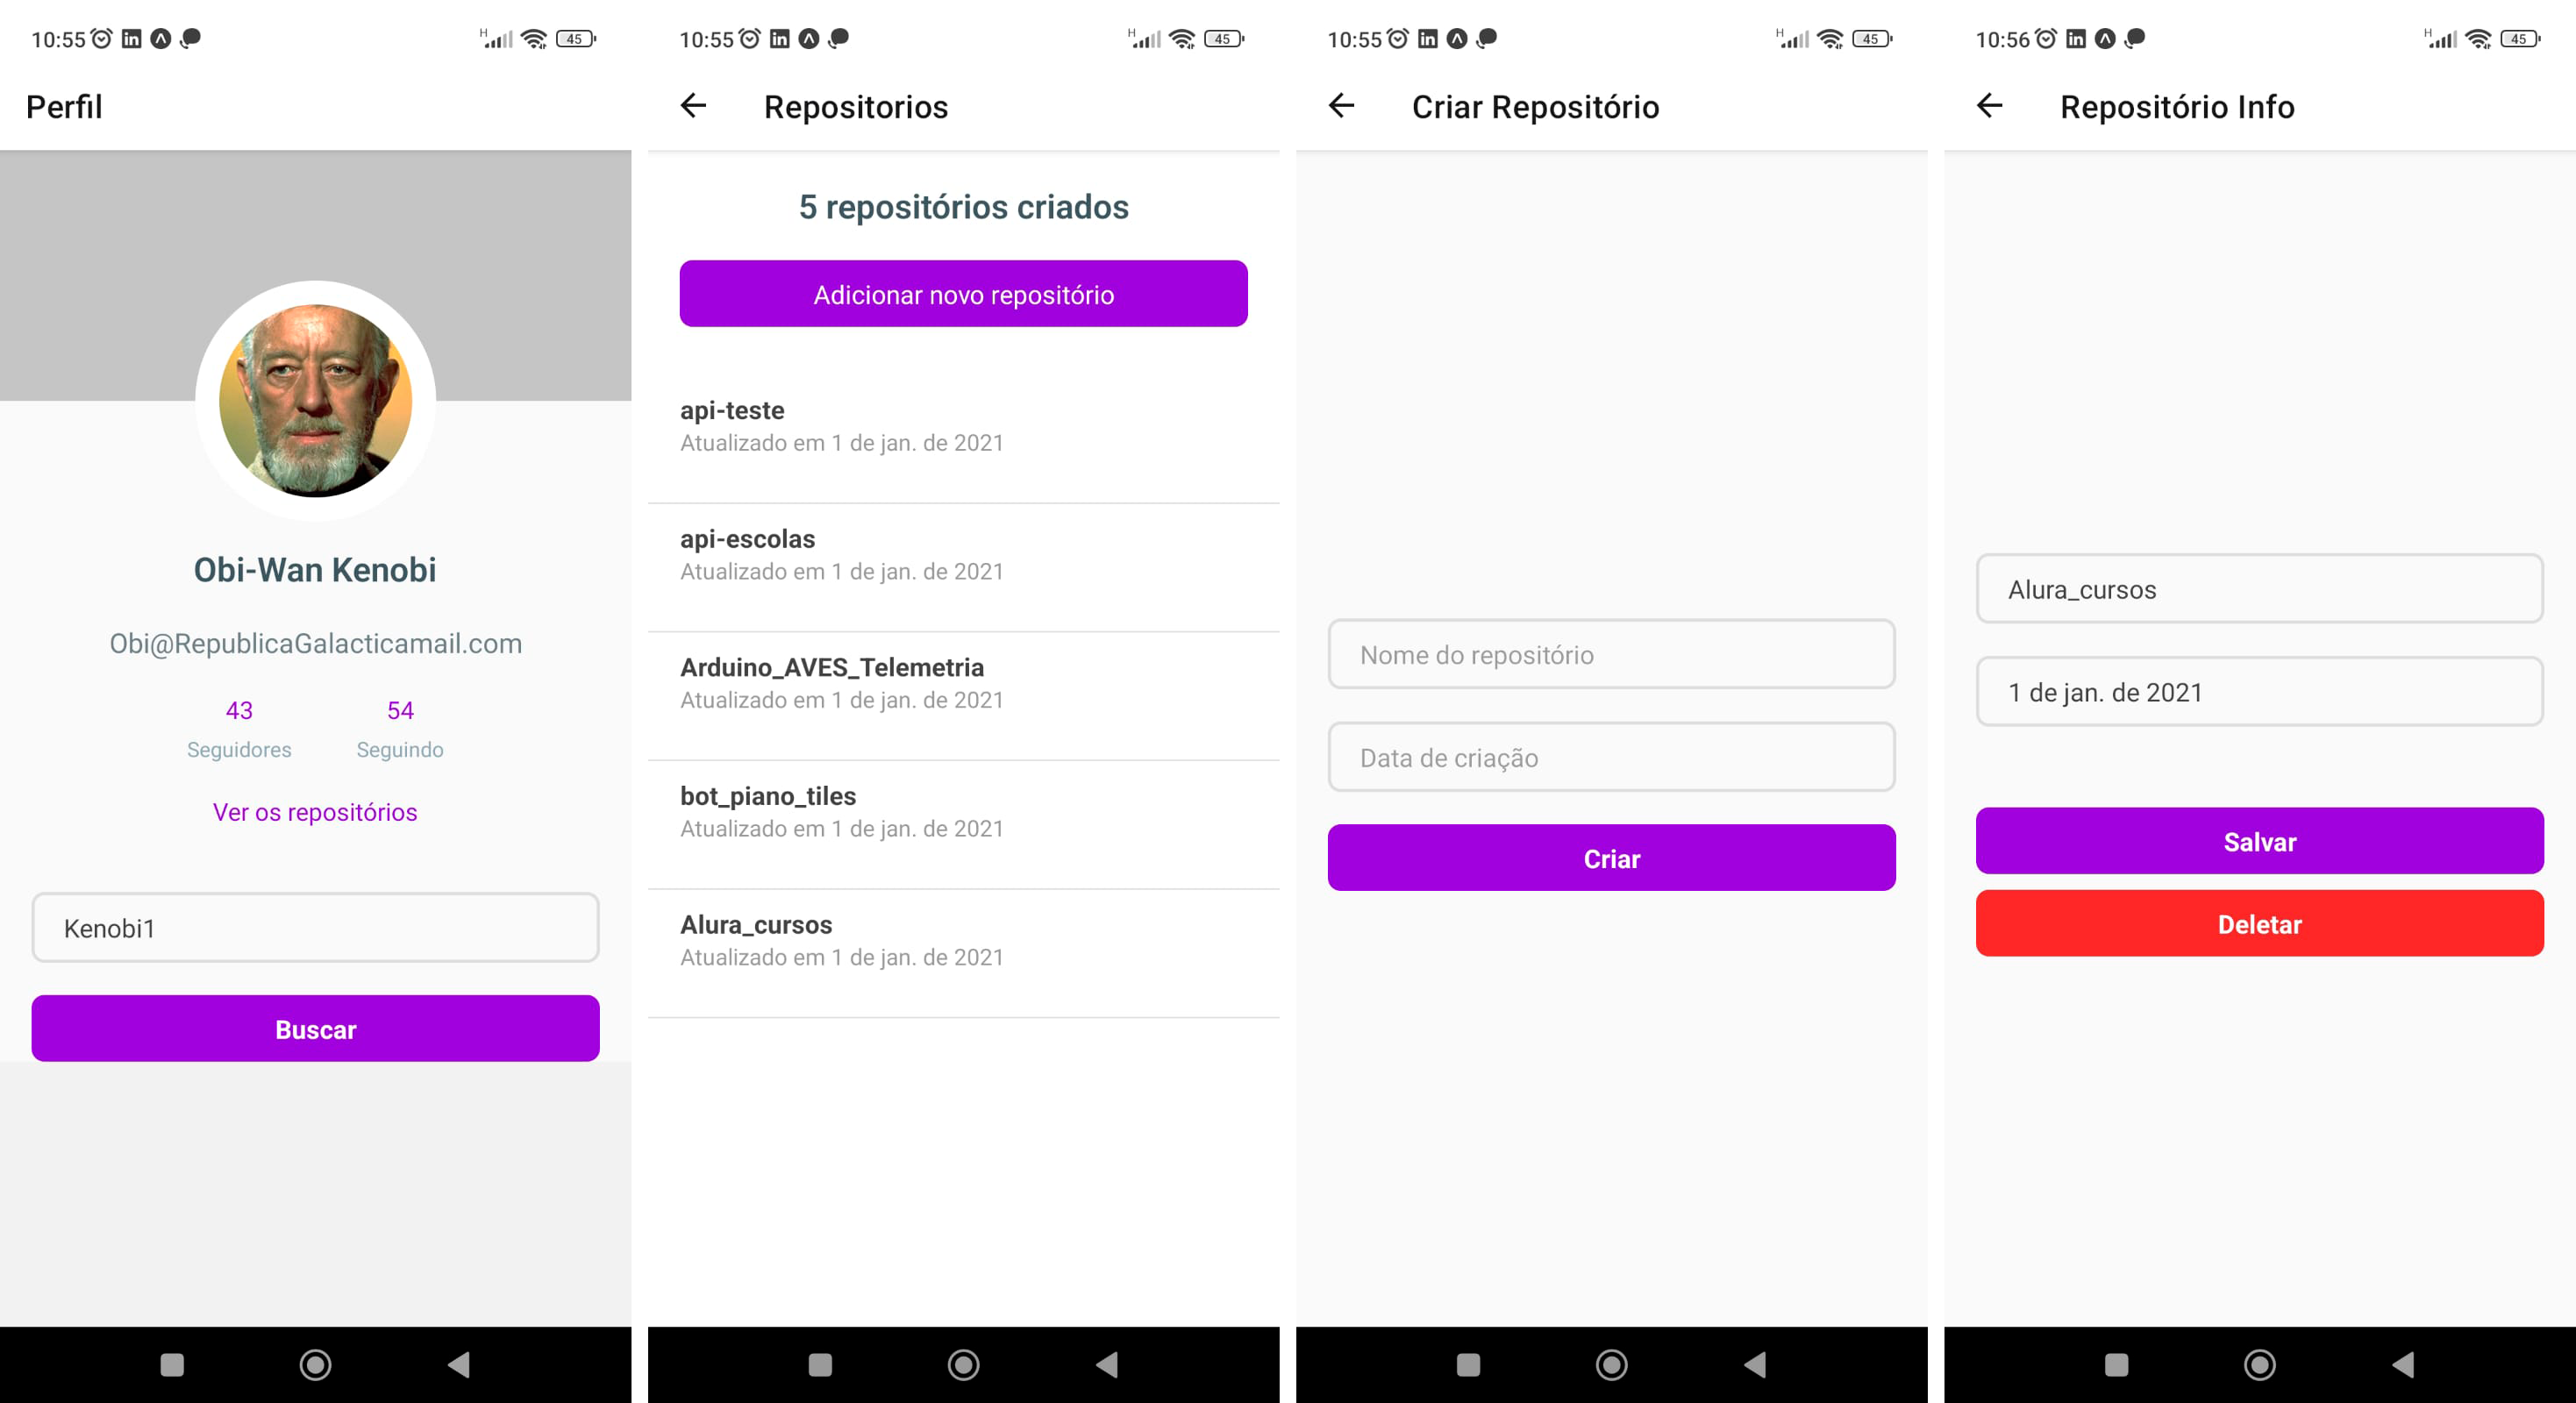 10:55
H
45
Perfil
Obi-Wan Kenobi
Obi@RepublicaGalacticamail.com
43
54
Seguidores
Seguindo
Ver os repositórios
Kenobi1
Buscar
10:55
in
H
45
Repositorios
5 repositórios criados
Adicionar novo repositório
api-teste
Atualizado em 1 de jan. de 2021
api-escolas
Atualizado em 1 de jan. de 2021
Arduino_AVES_Telemetria
Atualizado em 1 de jan. de 2021
bot_piano_tiles
Atualizado em 1 de jan. de 2021
Alura_cursos
Atualizado em 1 de jan. de 2021
10:55
in
H
45
Criar Repositório
Nome do repositório
Data de criação
Criar
10:56
in
H
45
Repositório Info
Alura_cursos
1 de jan. de 2021
Salvar
Deletar